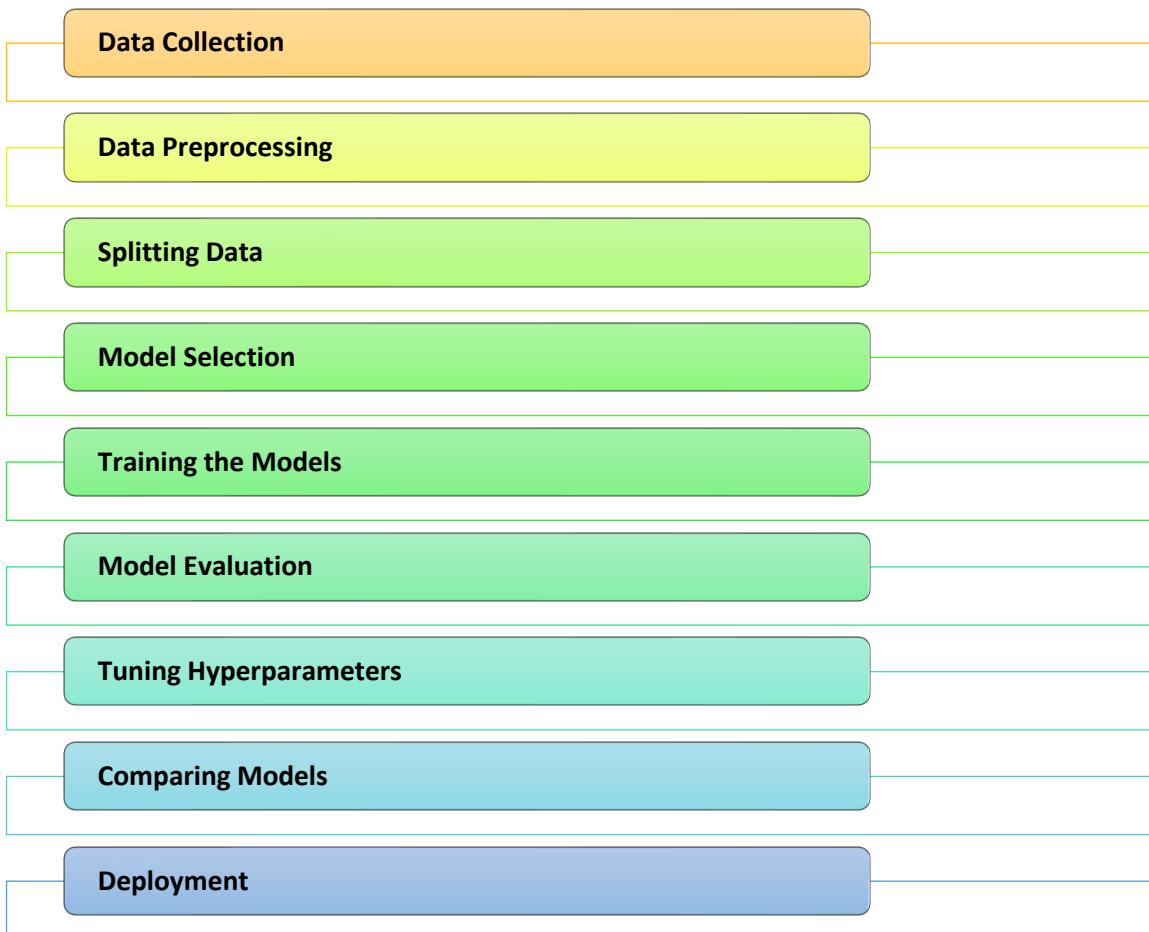 Data Collection
Data Preprocessing
Splitting Data
Model Selection
Training the Models
Model Evaluation
Tuning Hyperparameters
Comparing Models
Deployment